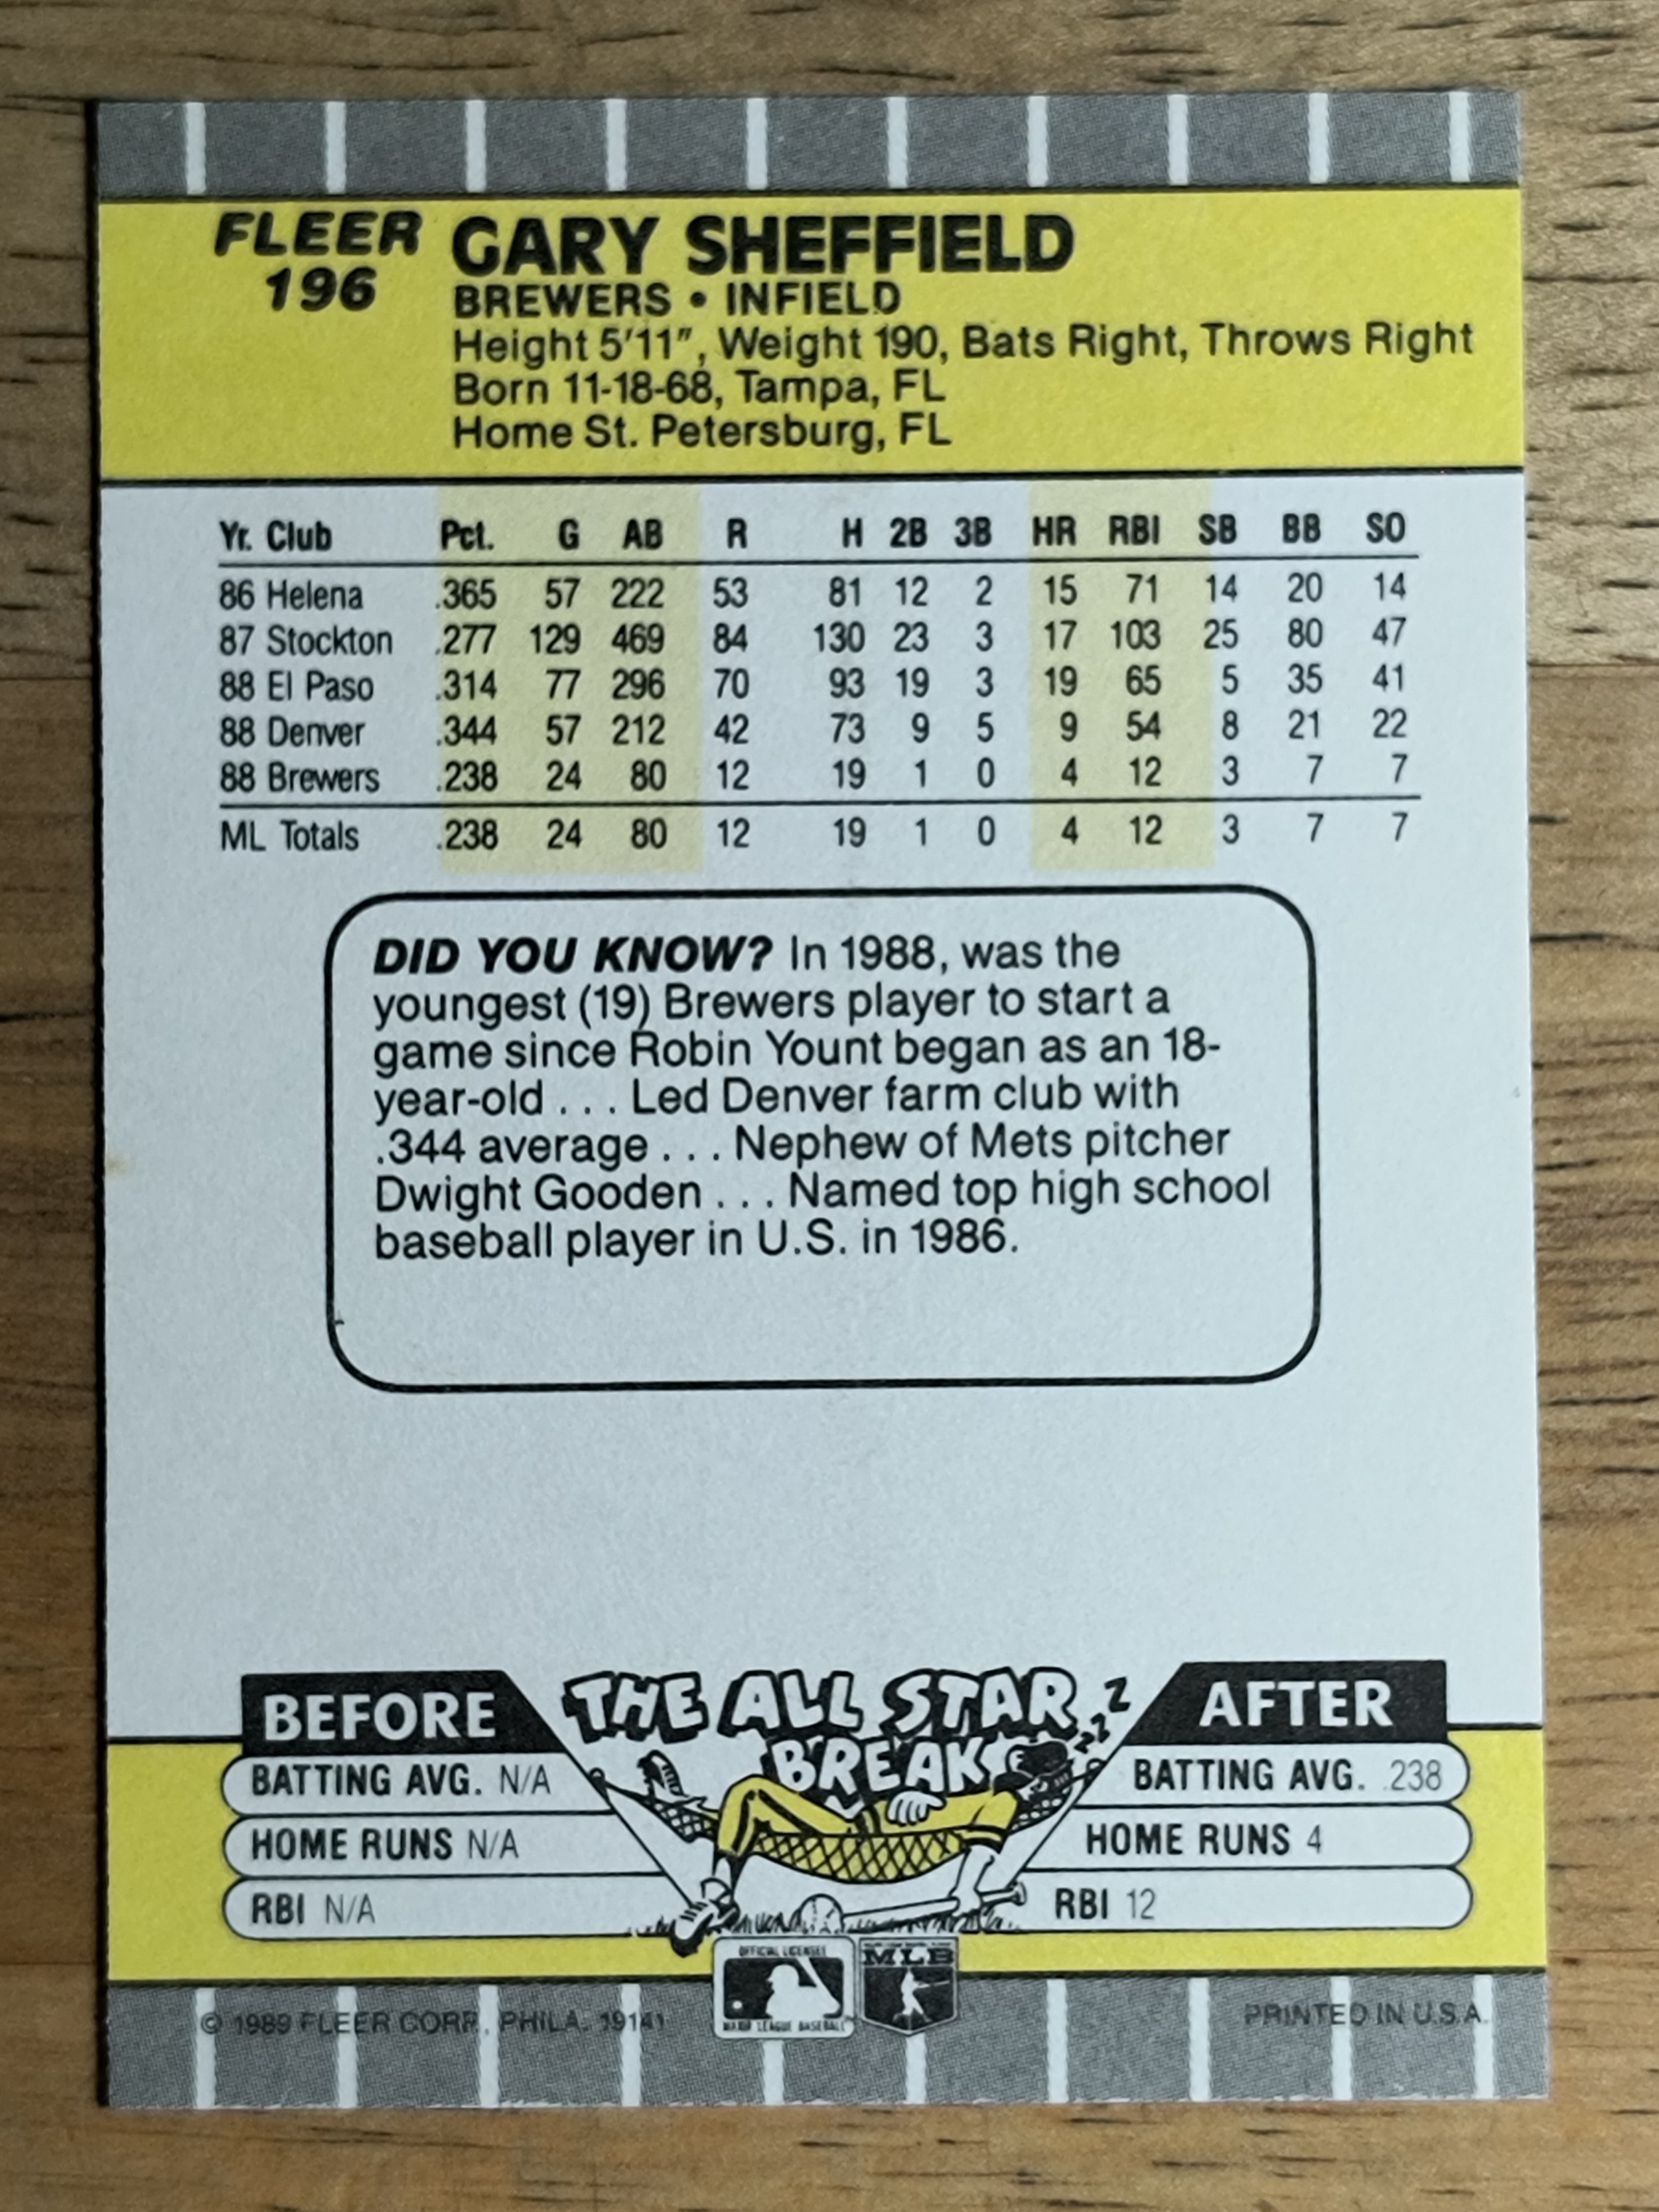 FLEER GARY SHEFFIELD
196 BREWERS • INFIELD
Height 5'11", Weight 190, Bats Right, Throws Right
Born 11-18-68, Tampa, FL
Home St. Petersburg, FL
Yr. Club Pct. G AB R H 2B 3B HR RBI SB BB SO
86 Helena .365 57 222 53 81 12 2 15 71 14 20 14
87 Stockton .277 129 469 84 130 23 3 17 103 25 80 47
88 El Paso .314 77 296 70 93 19 3 19 65 5 35 41
88 Denver .344 57 212 42 73 9 5 9 54 8 21 22
88 Brewers .238 24 80 12 19 1 0 4 12 3 7 7
ML Totals .238 24 80 12 19 1 0 4 12 3 7 7
DID YOU KNOW? In 1988, was the
youngest (19) Brewers player to start a
game since Robin Yount began as an 18-
year-old . . . Led Denver farm club with
.344 average . . . Nephew of Mets pitcher
Dwight Gooden . . . Named top high school
baseball player in U.S. in 1986.
BEFORE THE ALL STAR BREAK ZZZZ AFTER
BATTING AVG. N/A BATTING AVG. .238
HOME RUNS N/A HOME RUNS 4
RBI N/A RBI 12
OFFICIAL LICENSEE
MAJOR LEAGUE BASEBALL
MLB
© 1989 FLEER CORP., PHILA. 19141 PRINTED IN U.S.A.